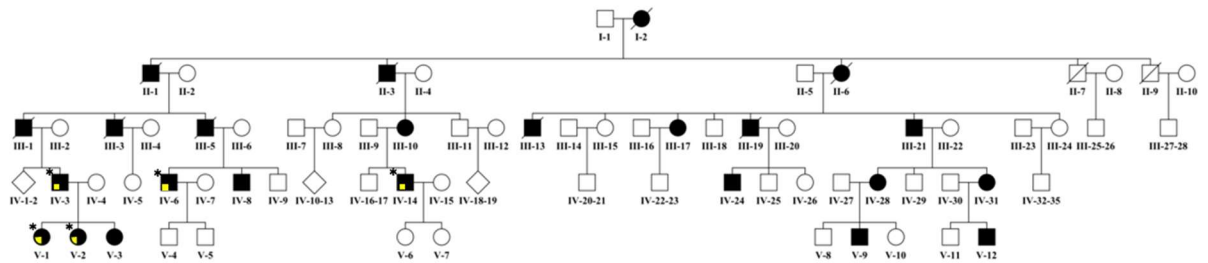 I-1 I-2
II-1 II-2 II-3 II-4 II-5 II-6 II-7 II-8 II-9 II-10
III-1 III-2 III-3 III-4 III-5 III-6 III-7 III-8 III-9 III-10 III-11 III-12 III-13 III-14 III-15 III-16 III-17 III-18 III-19 III-20 III-21 III-22 III-23 III-24 III-25-26 III-27-28
* * *
IV-1-2 IV-3 IV-4 IV-5 IV-6 IV-7 IV-8 IV-9 IV-10-13 IV-16-17 IV-14 IV-15 IV-18-19 IV-20-21 IV-22-23 IV-24 IV-25 IV-26 IV-27 IV-28 IV-29 IV-30 IV-31 IV-32-35
* *
V-1 V-2 V-3 V-4 V-5 V-6 V-7 V-8 V-9 V-10 V-11 V-12